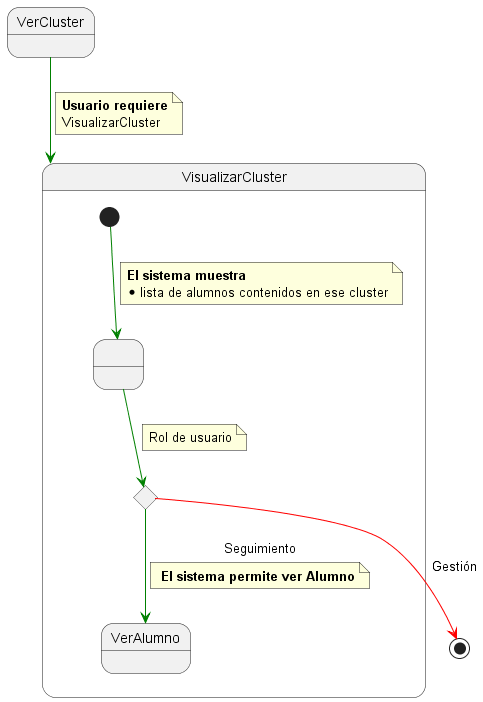 VerCluster
Usuario requiere
VisualizarCluster
VisualizarCluster
El sistema muestra
• lista de alumnos contenidos en ese cluster
Rol de usuario
Seguimiento
El sistema permite ver Alumno
Gestión
VerAlumno